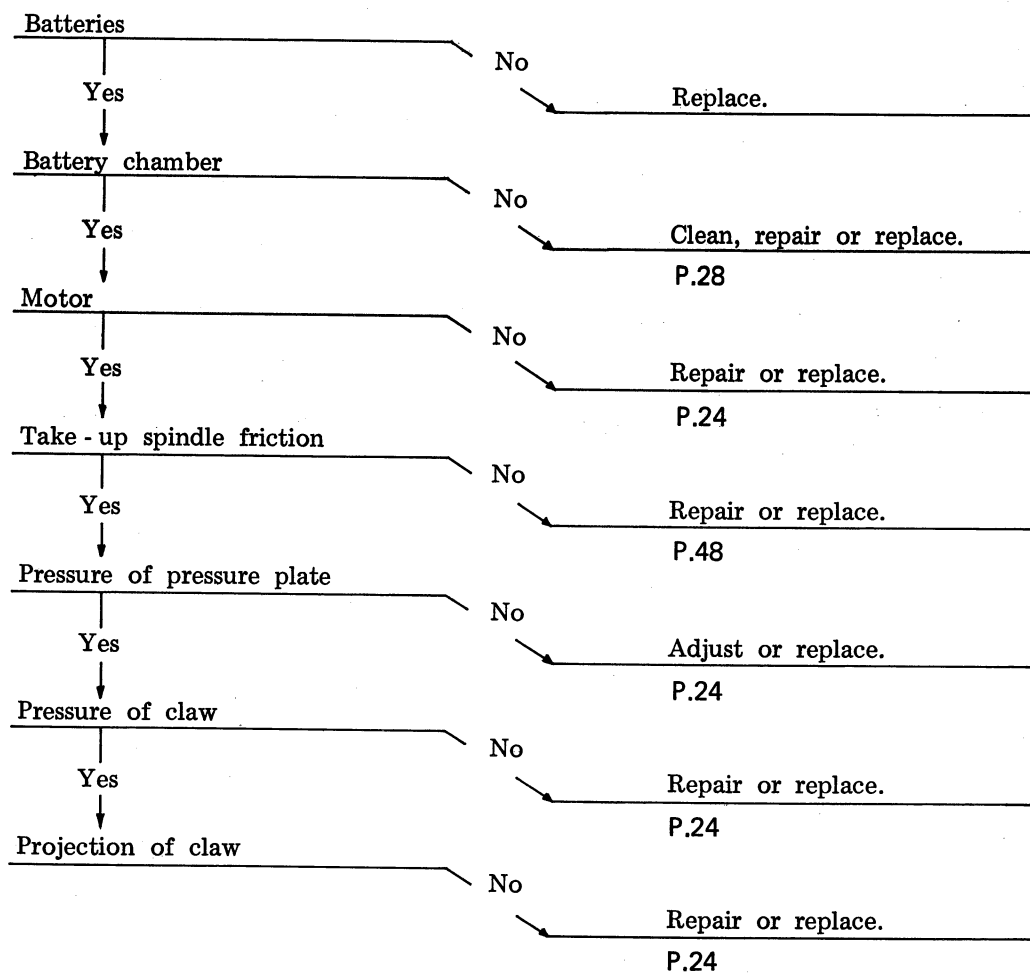 Batteries
No
Yes
Replace.
Battery chamber
No
Yes
Clean, repair or replace.
P.28
Motor
No
Yes
Repair or replace.
P.24
Take - up spindle friction
No
Yes
Repair or replace.
P.48
Pressure of pressure plate
No
Yes
Adjust or replace.
P.24
Pressure of claw
No
Yes
Repair or replace.
P.24
Projection of claw
No
Repair or replace.
P.24